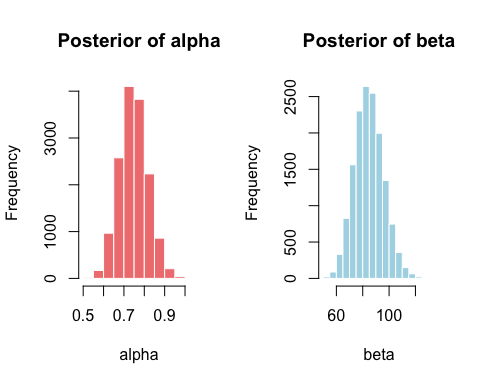 Posterior of alpha
Frequency
0
1000
3000
0.5
0.7
0.9
alpha
Posterior of beta
Frequency
0
500
1500
2500
60
100
beta